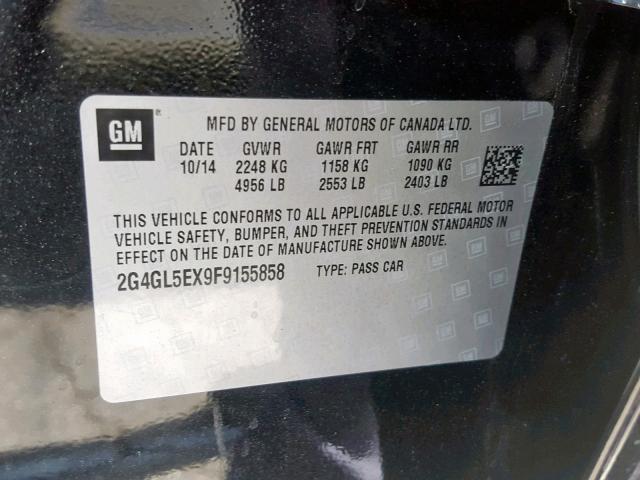 GM
MFD BY GENERAL MOTORS OF CANADA LTD.
DATE GVWR GAWR FRT GAWR RR
10/14 2248 KG 1158 KG 1090 KG
4956 LB 2553 LB 2403 LB
THIS VEHICLE CONFORMS TO ALL APPLICABLE U.S. FEDERAL MOTOR
VEHICLE SAFETY, BUMPER, AND THEFT PREVENTION STANDARDS IN
EFFECT ON THE DATE OF MANUFACTURE SHOWN ABOVE.
2G4GL5EX9F9155858 TYPE: PASS CAR